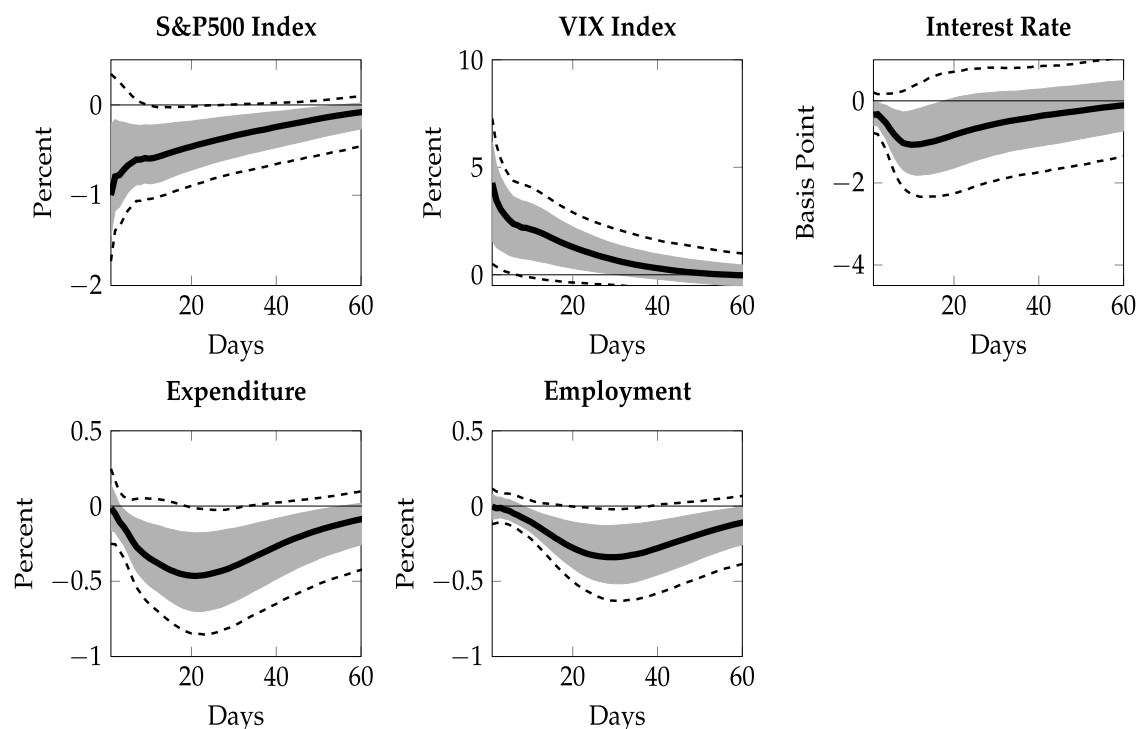 S&P500 Index
0
−1
−2
Percent
20
40
60
Days
VIX Index
10
5
0
Percent
20
40
60
Days
Interest Rate
0
−2
−4
Basis Point
20
40
60
Days
Expenditure
0.5
0
−0.5
−1
Percent
20
40
60
Days
Employment
0.5
0
−0.5
−1
Percent
20
40
60
Days